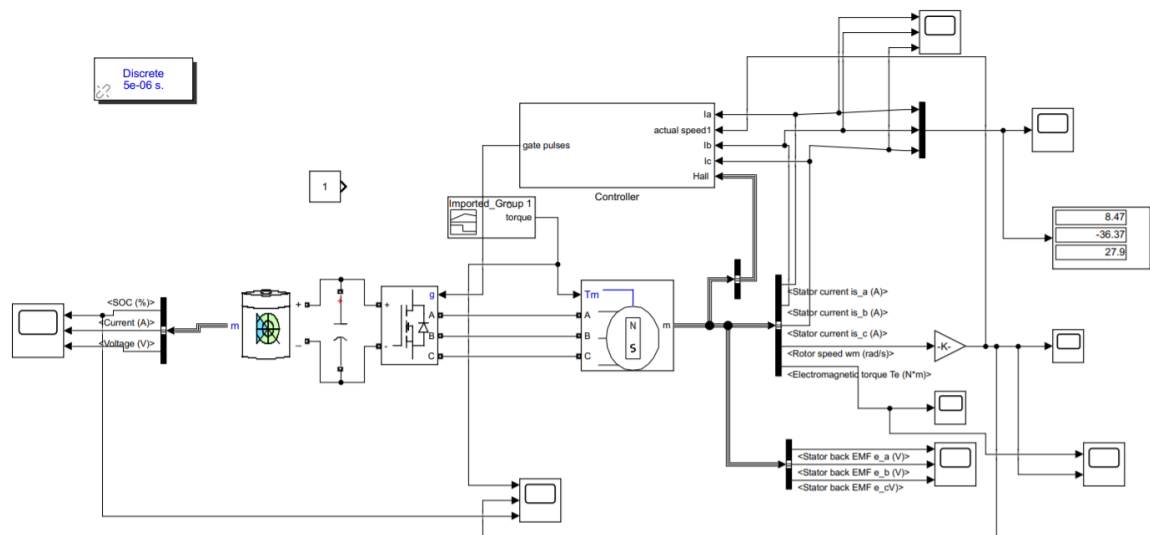 Discrete
5e-06 s.
Ia
actual speed1
gate pulses
Ib
Ic
Hall
Controller
1
Imported_Group 1
torque
8.47
-36.37
27.9
<SOC (%)>
<Current (A)>
<Voltage (V)>
m
+
−
+
+
-
g
A
B
C
Tm
A
B
C
N
S
m
<Stator current is_a (A)>
<Stator current is_b (A)>
<Stator current is_c (A)>
-K-
<Rotor speed wm (rad/s)>
<Electromagnetic torque Te (N*m)>
<Stator back EMF e_a (V)>
<Stator back EMF e_b (V)>
<Stator back EMF e_cV)>